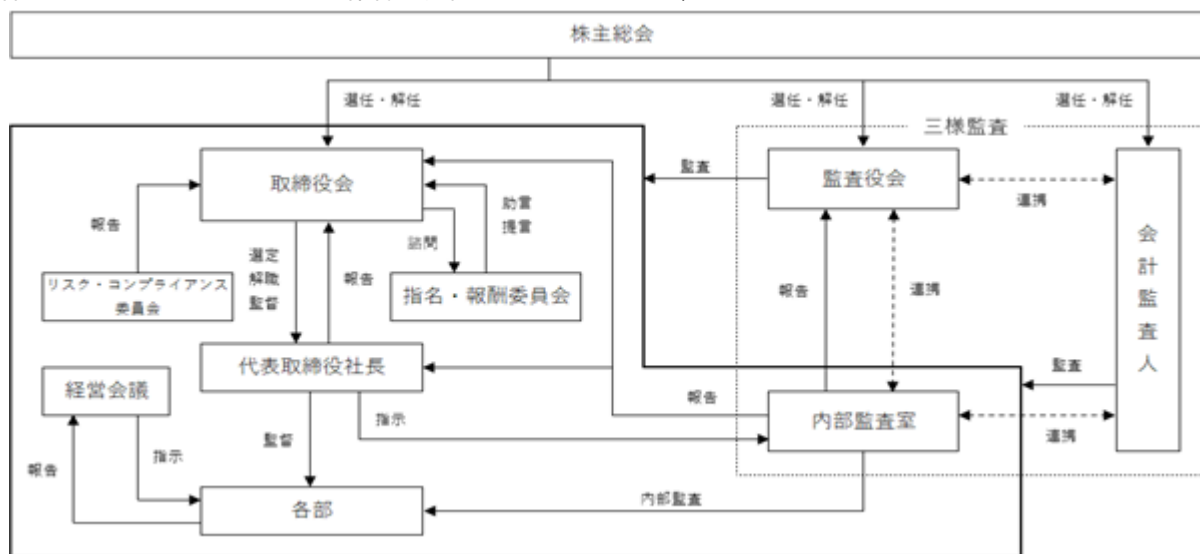 株主総会
選任・解任
選任・解任
選任・解任
三様監査
取締役会
監査
監査役会
連携
会計監査人
報告
助言
提言
諮問
選定
解職
監督
報告
リスク・コンプライアンス
委員会
指名・報酬委員会
報告
連携
代表取締役社長
経営会議
監査
報告
指示
内部監査室
連携
監督
報告
指示
各部
内部監査